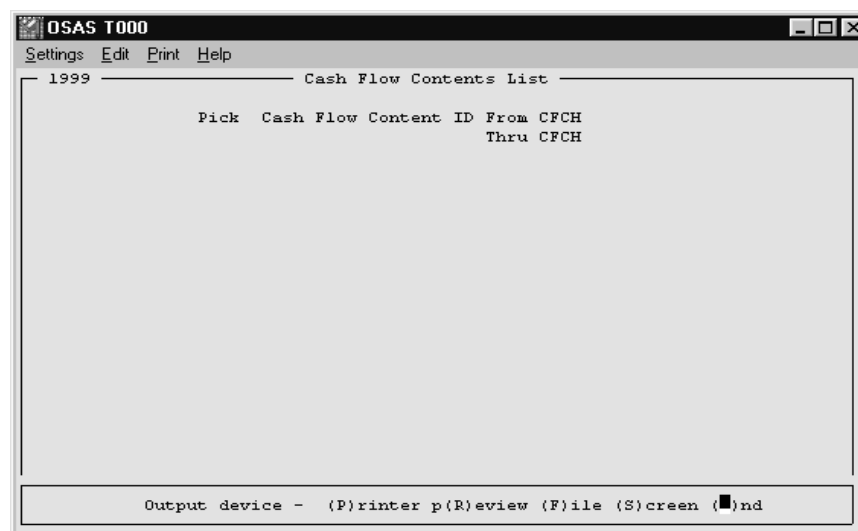 OSAS T000
Settings Edit Print Help
1999 Cash Flow Contents List
Pick Cash Flow Content ID From CFCH
Thru CFCH
Output device - (P)rinter p(R)eview (F)ile (S)creen ( )nd